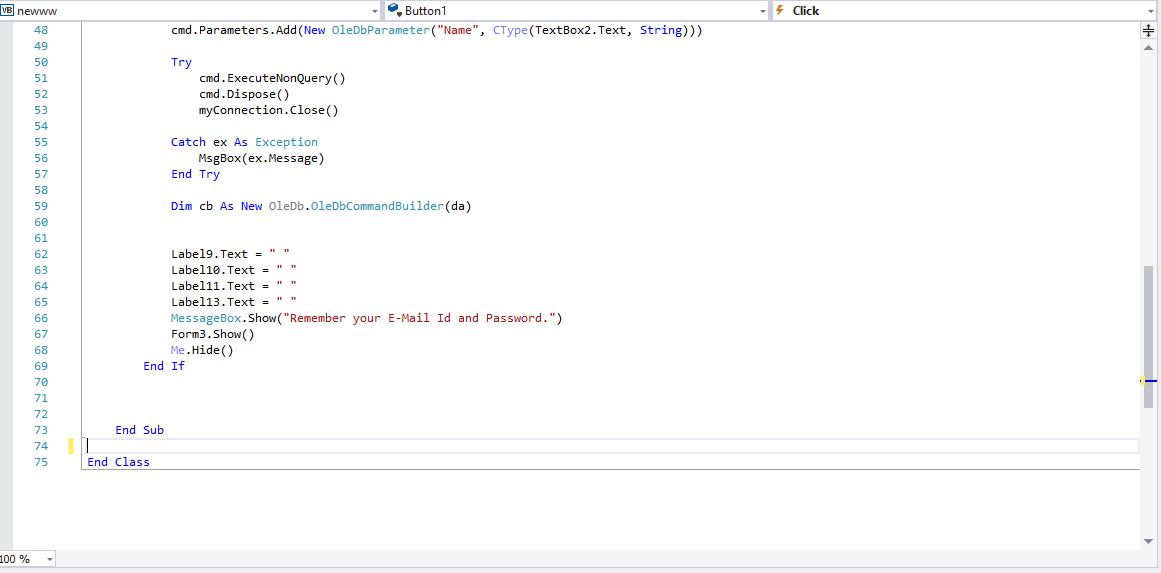 VB newww Button1 Click
48 cmd.Parameters.Add(New OleDbParameter("Name", CType(TextBox2.Text, String)))
49
50 Try
51 cmd.ExecuteNonQuery()
52 cmd.Dispose()
53 myConnection.Close()
54
55 Catch ex As Exception
56 MsgBox(ex.Message)
57 End Try
58
59 Dim cb As New OleDb.OleDbCommandBuilder(da)
60
61
62 Label9.Text = " "
63 Label10.Text = " "
64 Label11.Text = " "
65 Label13.Text = " "
66 MessageBox.Show("Remember your E-Mail Id and Password.")
67 Form3.Show()
68 Me.Hide()
69 End If
70
71
72
73 End Sub
74
75 End Class
100 %